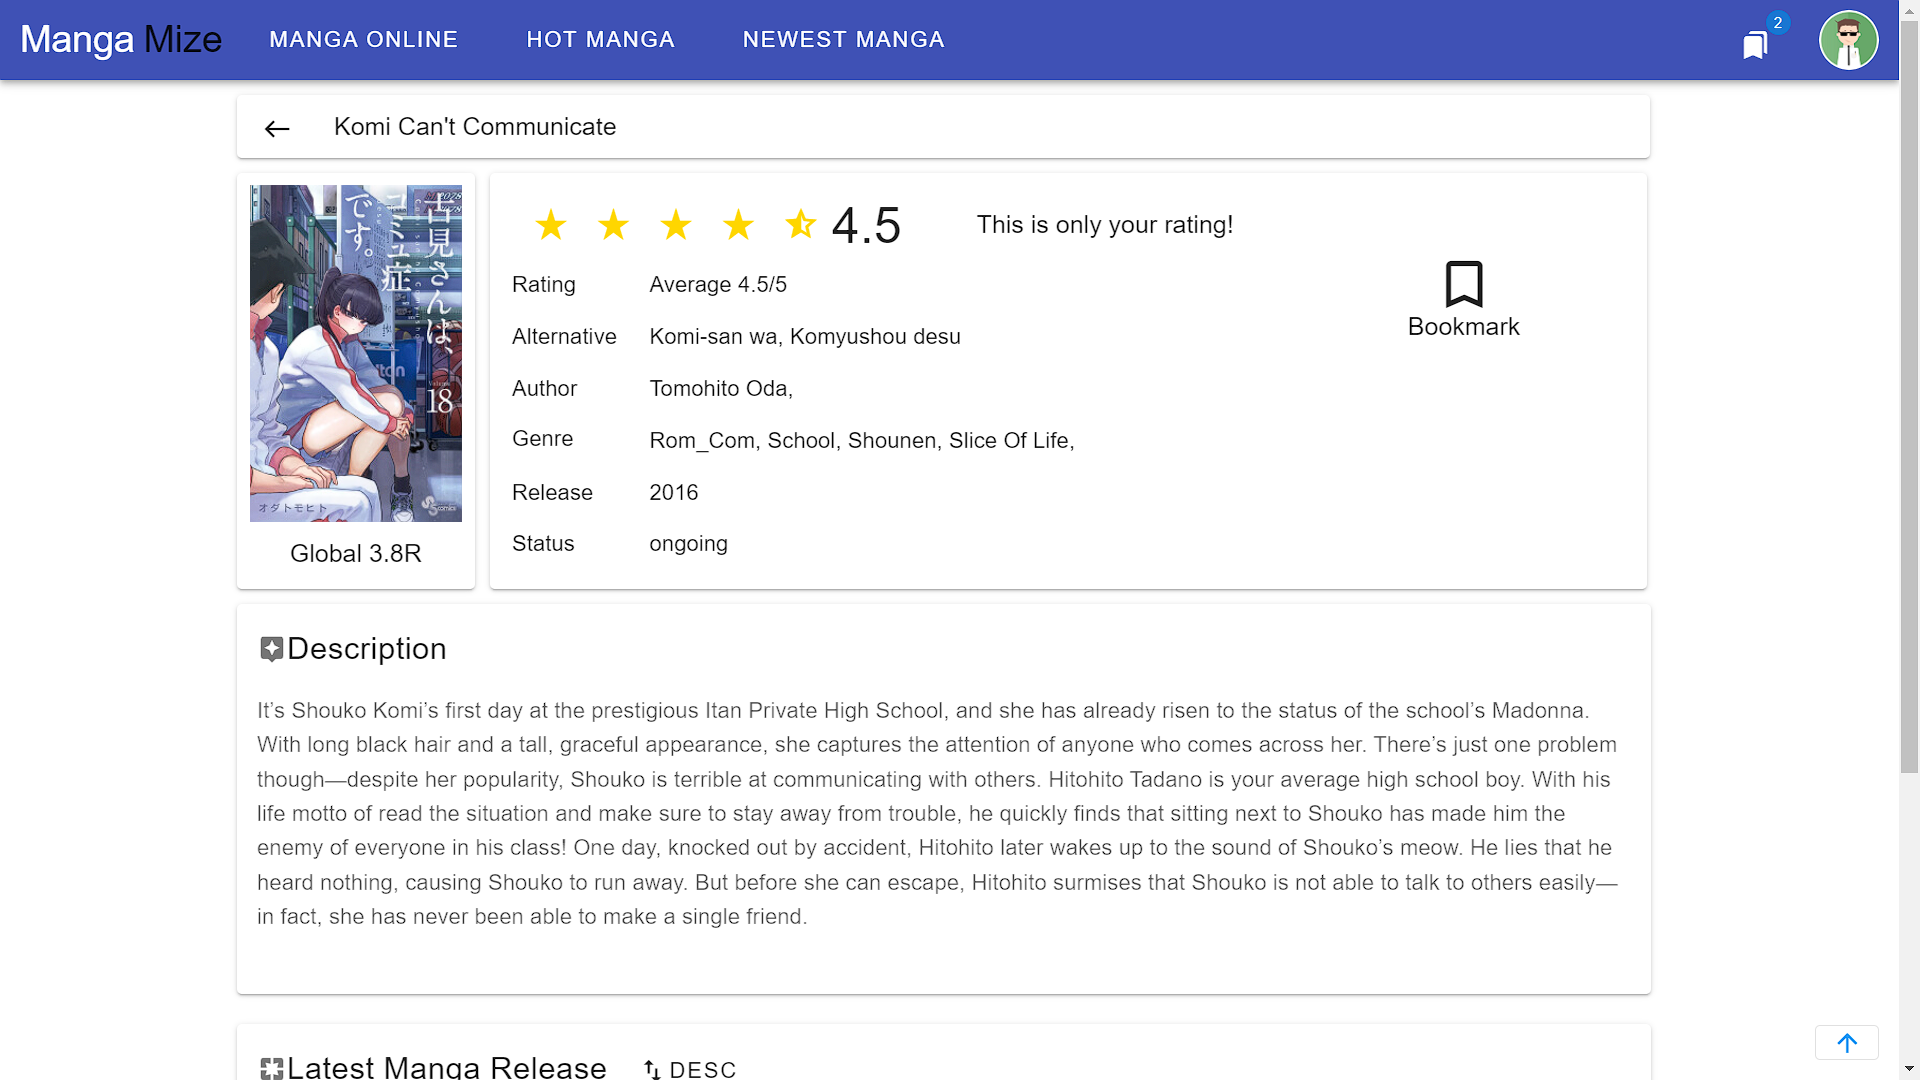 Manga Mize
MANGA ONLINE
HOT MANGA
NEWEST MANGA
2
Komi Can't Communicate
古見さんは、
コミュ症
です。
Volume
18
オダトモヒト
comics
Global 3.8R
4.5
This is only your rating!
Rating Average 4.5/5
Alternative Komi-san wa, Komyushou desu
Author Tomohito Oda,
Genre Rom_Com, School, Shounen, Slice Of Life,
Release 2016
Status ongoing
Bookmark
Description
It’s Shouko Komi’s first day at the prestigious Itan Private High School, and she has already risen to the status of the school’s Madonna.
With long black hair and a tall, graceful appearance, she captures the attention of anyone who comes across her. There’s just one problem
though—despite her popularity, Shouko is terrible at communicating with others. Hitohito Tadano is your average high school boy. With his
life motto of read the situation and make sure to stay away from trouble, he quickly finds that sitting next to Shouko has made him the
enemy of everyone in his class! One day, knocked out by accident, Hitohito later wakes up to the sound of Shouko’s meow. He lies that he
heard nothing, causing Shouko to run away. But before she can escape, Hitohito surmises that Shouko is not able to talk to others easily—
in fact, she has never been able to make a single friend.
Latest Manga Release
DESC